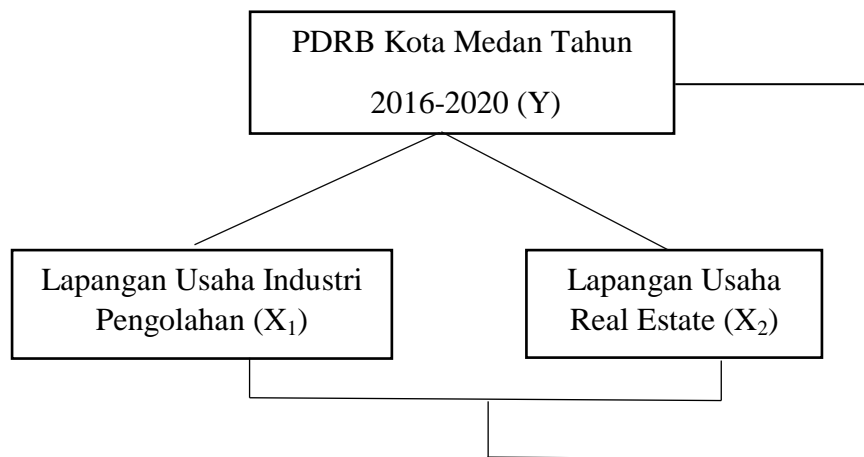 PDRB Kota Medan Tahun
2016-2020 (Y)
Lapangan Usaha Industri
Pengolahan (X₁)
Lapangan Usaha
Real Estate (X₂)